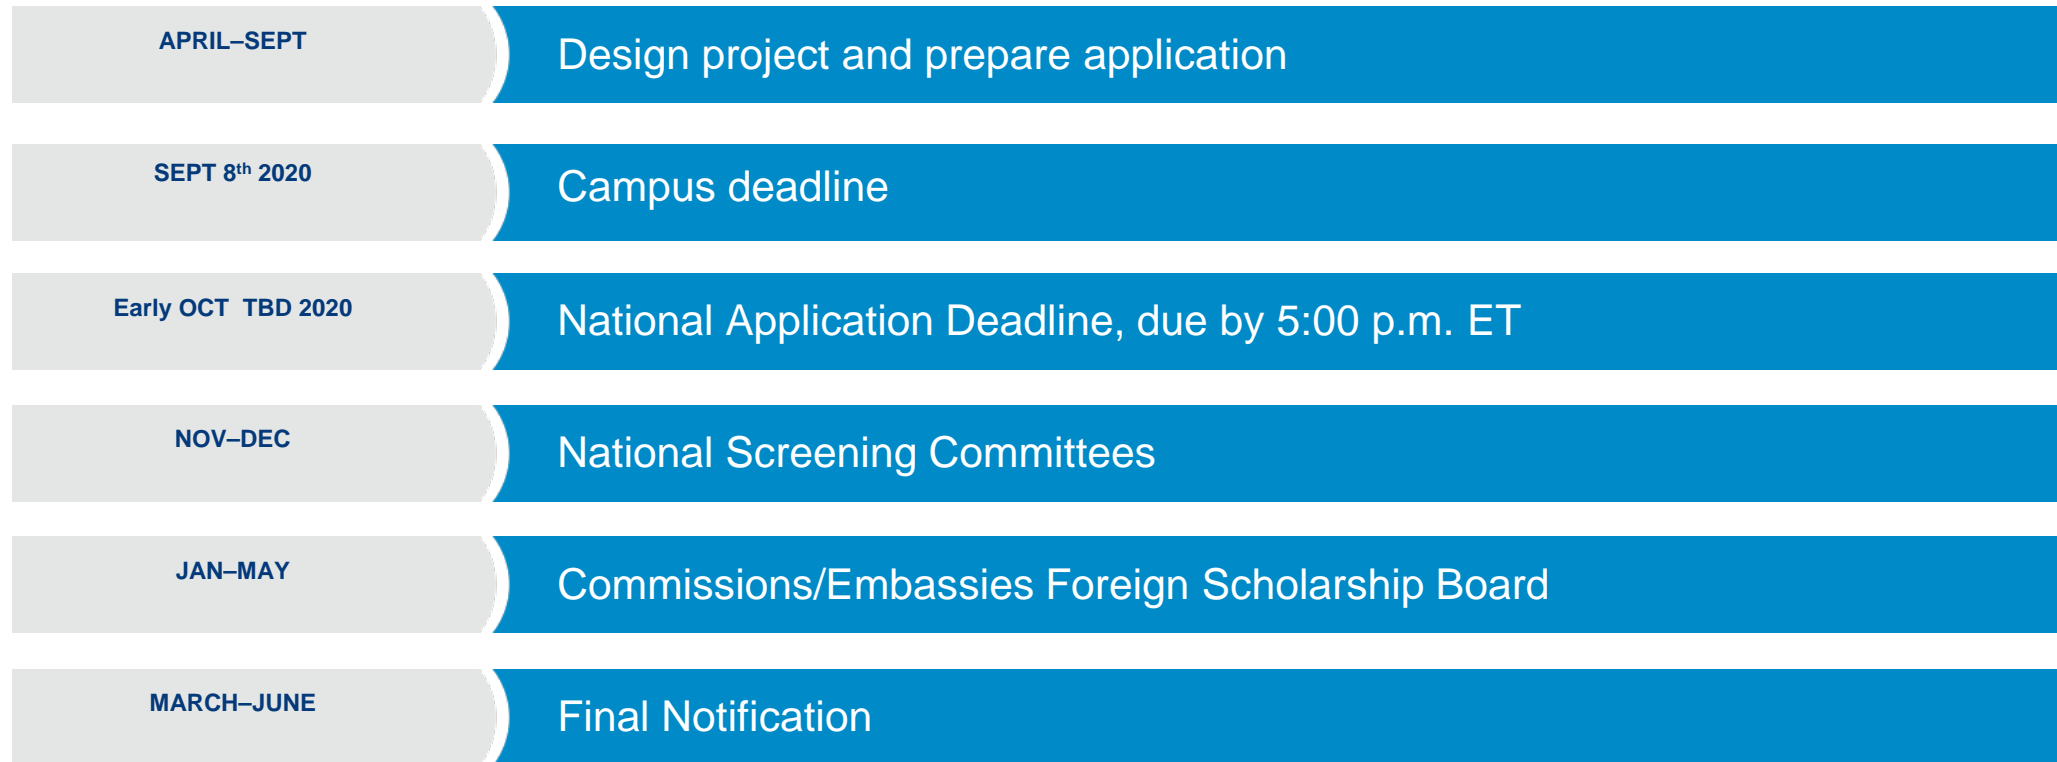 APRIL–SEPT
Design project and prepare application
SEPT 8th 2020
Campus deadline
Early OCT  TBD 2020
National Application Deadline, due by 5:00 p.m. ET
NOV–DEC
National Screening Committees
JAN–MAY
Commissions/Embassies Foreign Scholarship Board
MARCH–JUNE
Final Notification